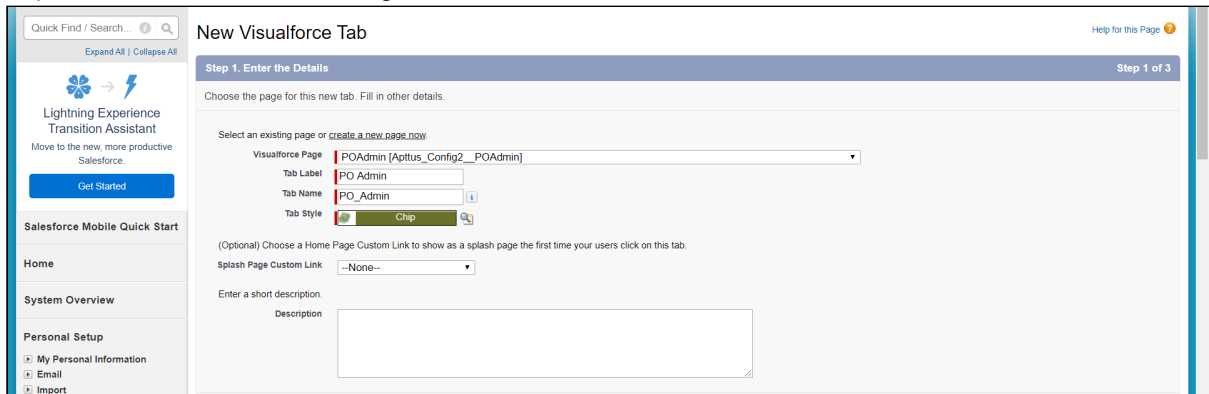 Quick Find / Search...
Expand All | Collapse All
Lightning Experience
Transition Assistant
Move to the new, more productive
Salesforce.
Get Started
Salesforce Mobile Quick Start
Home
System Overview
Personal Setup
My Personal Information
Email
Import
New Visualforce Tab
Help for this Page
Step 1. Enter the Details
Step 1 of 3
Choose the page for this new tab. Fill in other details.
Select an existing page or create a new page now.
Visualforce Page POAdmin [Apttus_Config2__POAdmin]
Tab Label PO Admin
Tab Name PO_Admin
Tab Style Chip
(Optional) Choose a Home Page Custom Link to show as a splash page the first time your users click on this tab.
Splash Page Custom Link --None--
Enter a short description.
Description